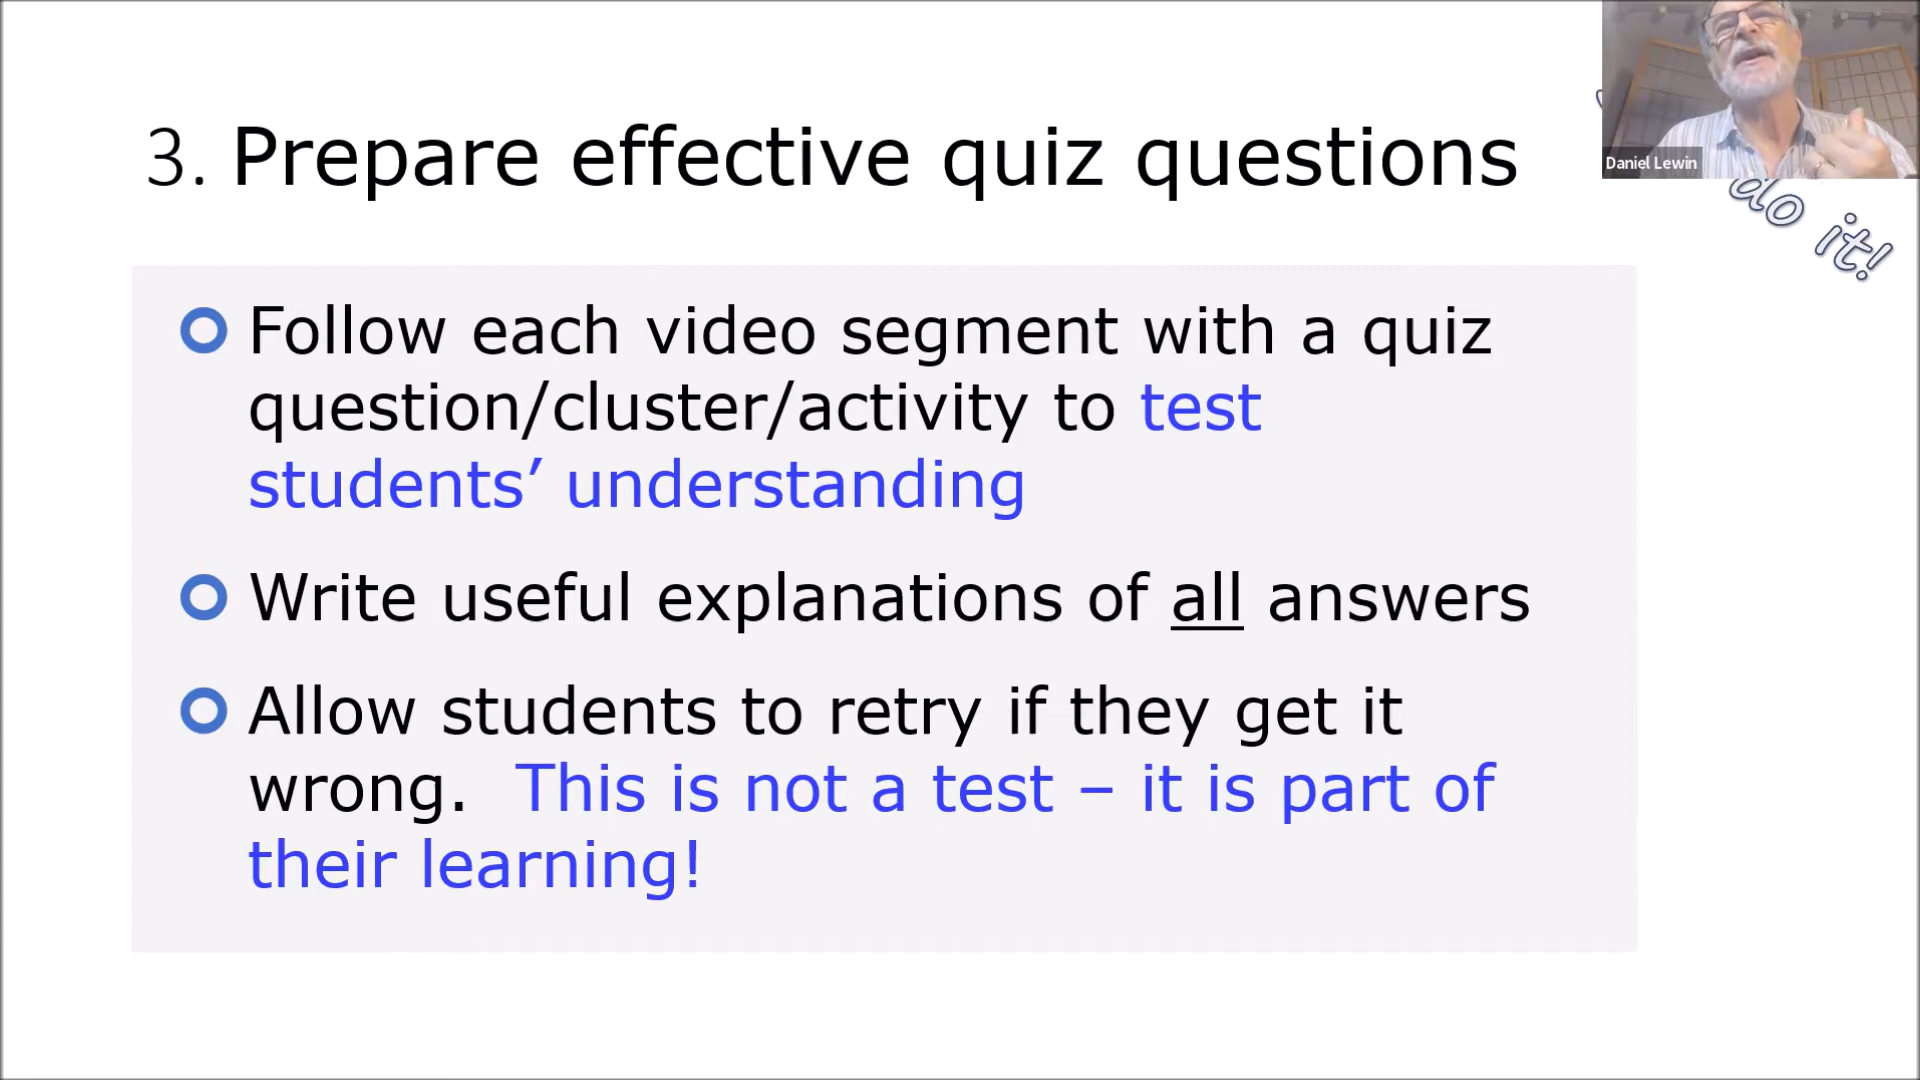 3. Prepare effective quiz questions
Daniel Lewin
do it!
Follow each video segment with a quiz
question/cluster/activity to test
students’ understanding
Write useful explanations of all answers
Allow students to retry if they get it
wrong. This is not a test – it is part of
their learning!